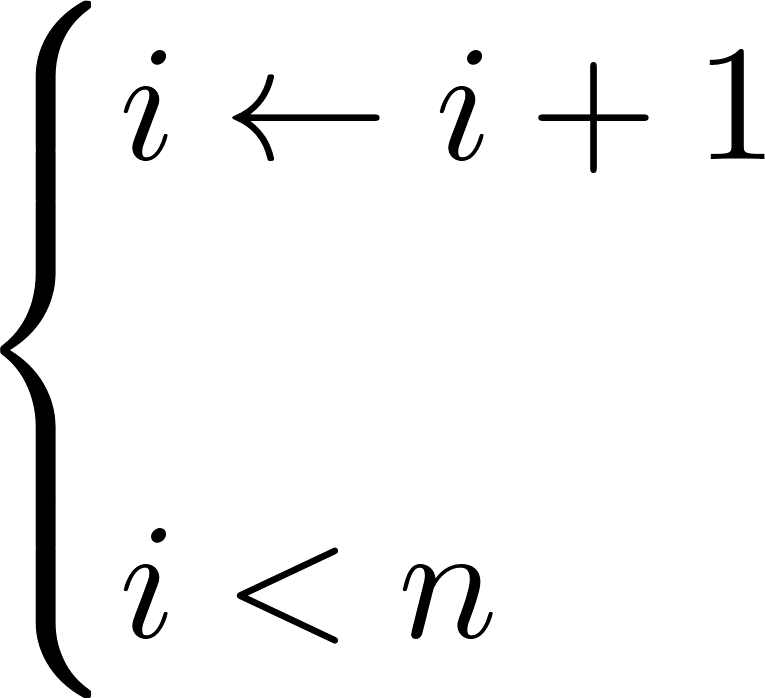 i ← i + 1
i < n